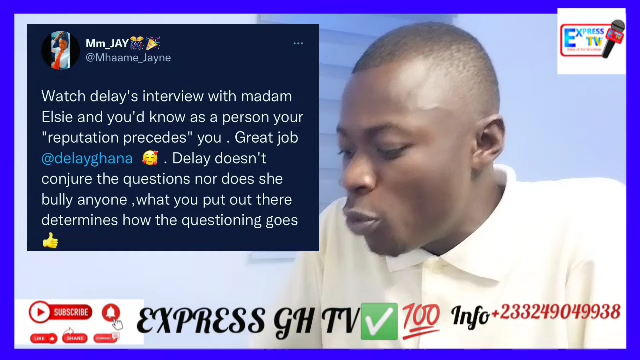 Mm_JAY🎊🎉
@Mhaame_Jayne
Watch delay's interview with madam
Elsie and you'd know as a person your
"reputation precedes" you . Great job
@delayghana 🥰 . Delay doesn't
conjure the questions nor does she
bully anyone ,what you put out there
determines how the questioning goes
👍
EXPRESS
TV
SUBSCRIBE
LIKE
SHARE
EXPRESS GH TV✅💯 Info+233249049938